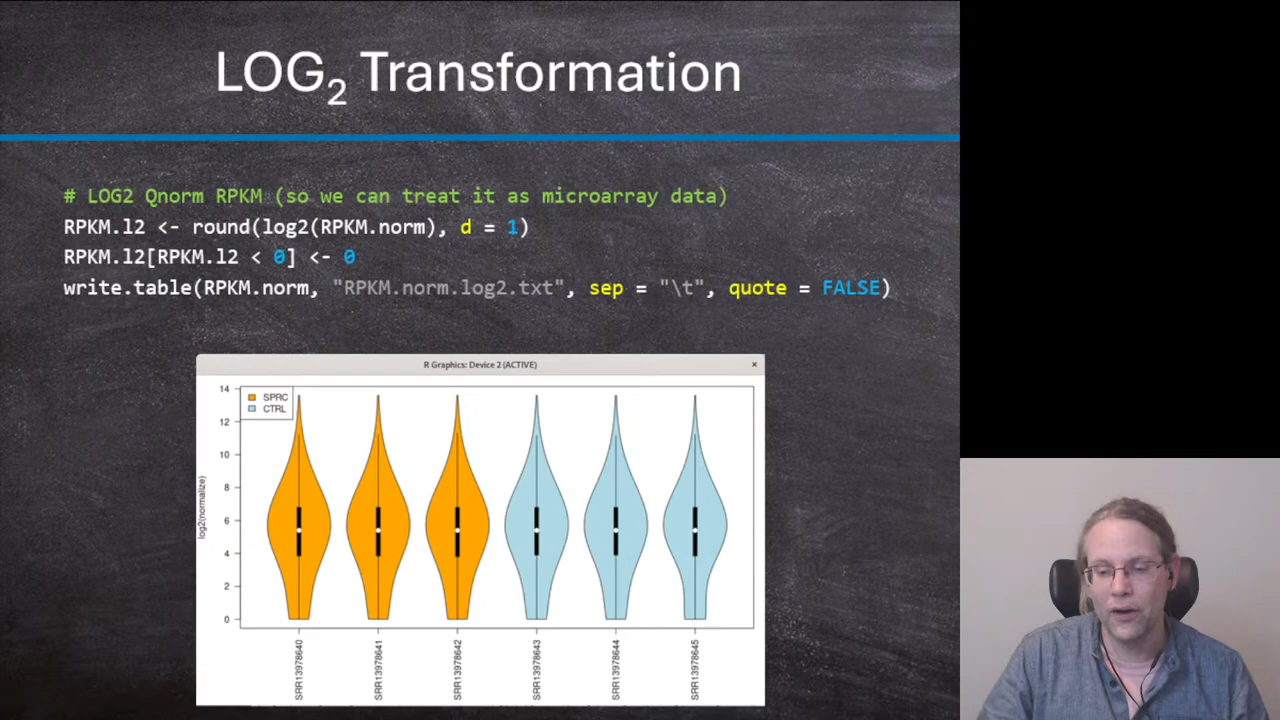 LOG2 Transformation
# LOG2 Qnorm RPKM (so we can treat it as microarray data)
RPKM.l2 <- round(log2(RPKM.norm), d = 1)
RPKM.l2[RPKM.l2 < 0] <- 0
write.table(RPKM.norm, "RPKM.norm.log2.txt", sep = "\t", quote = FALSE)
R Graphics: Device 2 (ACTIVE)
SPRC
CTRL
log2(normalize)
14
12
10
8
6
4
2
0
SRR13978640
SRR13978641
SRR13978642
SRR13978643
SRR13978644
SRR13978645